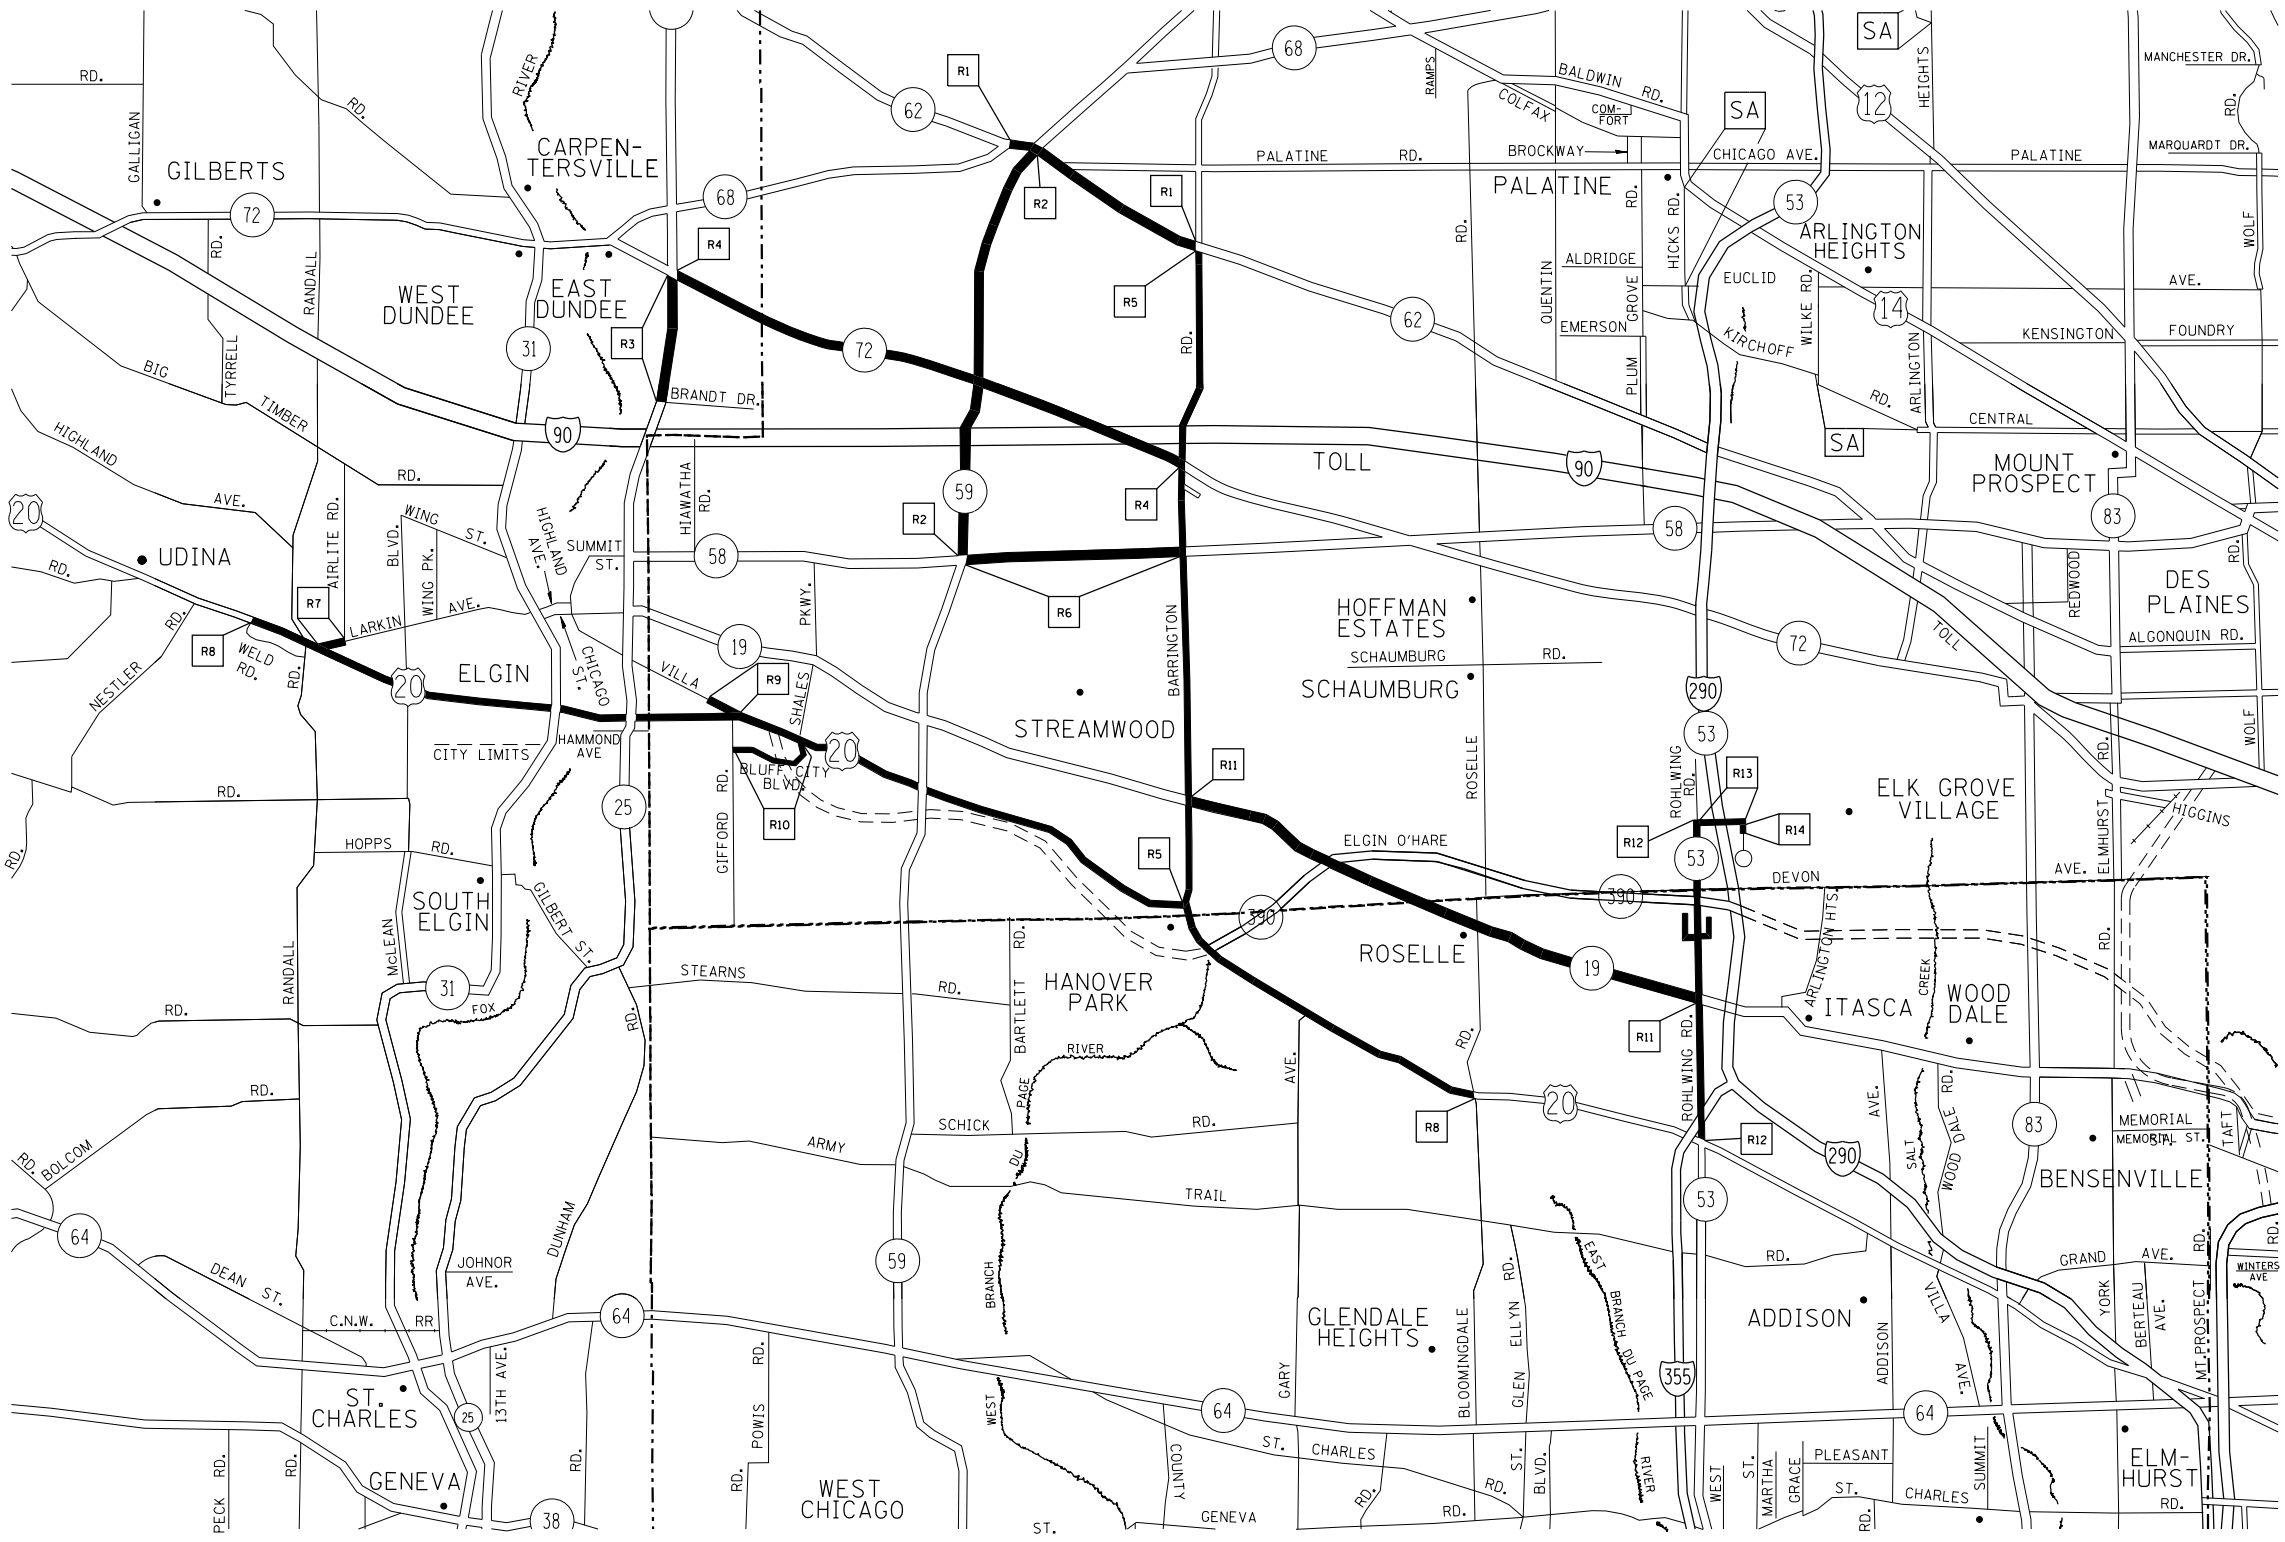 SA
HEIGHTS
MANCHESTER DR.
RD.
RD.
RIVER
R1
68
RAMPS
BALDWIN
RD.
COLFAX
COM-
FORT
12
SA
RD.
GALLIGAN
GILBERTS
CARPEN-
TERSVILLE
62
PALATINE
RD.
BROCKWAY
CHICAGO AVE.
PALATINE
MARQUARDT DR.
PALATINE
72
68
R2
R1
53
RD.
RD.
RD.
HICKS RD.
WOLF
ARLINGTON
HEIGHTS
RANDALL
R4
R5
QUENTIN
ALDRIDGE
GROVE
EUCLID
WILKE RD.
AVE.
WEST
DUNDEE
EAST
DUNDEE
31
R3
72
RD.
62
EMERSON
KIRCHOFF
14
KENSINGTON
FOUNDRY
BIG
TYRRELL
TIMBER
BRANDT DR.
PLUM
RD.
ARLINGTON
CENTRAL
HIGHLAND
AVE.
RD.
90
TOLL
90
SA
MOUNT
PROSPECT
20
AIRLITE RD.
BLVD.
WING
ST.
WING PK.
HIGHLAND
AVE.
HIAWATHA
RD.
59
R4
R2
83
UDINA
RD.
SUMMIT
ST.
58
58
RD.
REDWOOD
DES
PLAINES
R7
LARKIN
AVE.
PKWY.
R6
HOFFMAN
ESTATES
TOLL
ALGONQUIN RD.
R8
WELD
RD.
RD.
RD.
NESTLER
20
ELGIN
CHICAGO
ST.
VILLA
19
R9
SHALES
BARRINGTON
SCHAUMBURG
RD.
SCHAUMBURG
72
290
STREAMWOOD
CITY LIMITS
HAMMOND
AVE
20
BLUFF CITY
BLVD.
53
RD.
WOLF
RD.
25
RD.
GIFFORD
R10
R11
ROSELLE
ROHLWING
RD.
R13
R14
R12
ELK GROVE
VILLAGE
ELMHURST
HIGGINS
RD.
HOPPS
RD.
ELGIN O'HARE
53
R5
DEVON
AVE.
SOUTH
ELGIN
GILBERT
ST.
390
390
McLEAN
RANDALL
31
FOX
RD.
RD.
STEARNS
RD.
BARTLETT
RD.
HANOVER
PARK
ROSELLE
19
ARLINGTON HTS.
CREEK
RD.
ITASCA
WOOD
DALE
R11
RIVER
PAGE
AVE.
RD.
ROHLWING RD.
RD.
BOLCOM
RD.
SCHICK
RD.
R8
20
AVE.
SALT
WOOD DALE RD.
83
MEMORIAL
MEMORIAL ST.
TAFT
ARMY
R12
290
DU
BENSENVILLE
TRAIL
53
64
DUNHAM
59
EAST
RD.
GRAND
AVE.
RD.
RD.
DEAN
ST.
JOHNOR
AVE.
BRANCH
RD.
BRANCH DU PAGE
VILLA
YORK
BERTEAU
AVE.
WINTERS
AVE
C.N.W.
RR
64
GLENDALE
HEIGHTS
BLOOMINGDALE
GLEN ELLYN
ADDISON
MT.PROSPECT
ST.
CHARLES
13TH AVE.
25
POWIS
RD.
WEST
GARY
355
ADDISON
AVE.
64
64
ST.
CHARLES
RD.
COUNTY
ST.
BLVD.
RIVER
WEST
ST.
MARTHA
GRACE
PLEASANT
ST.
CHARLES
SUMMIT
ELM-
HURST
RD.
PECK RD.
RD.
GENEVA
38
RD.
RD.
WEST
CHICAGO
ST.
GENEVA
RD.
RD.
RD.